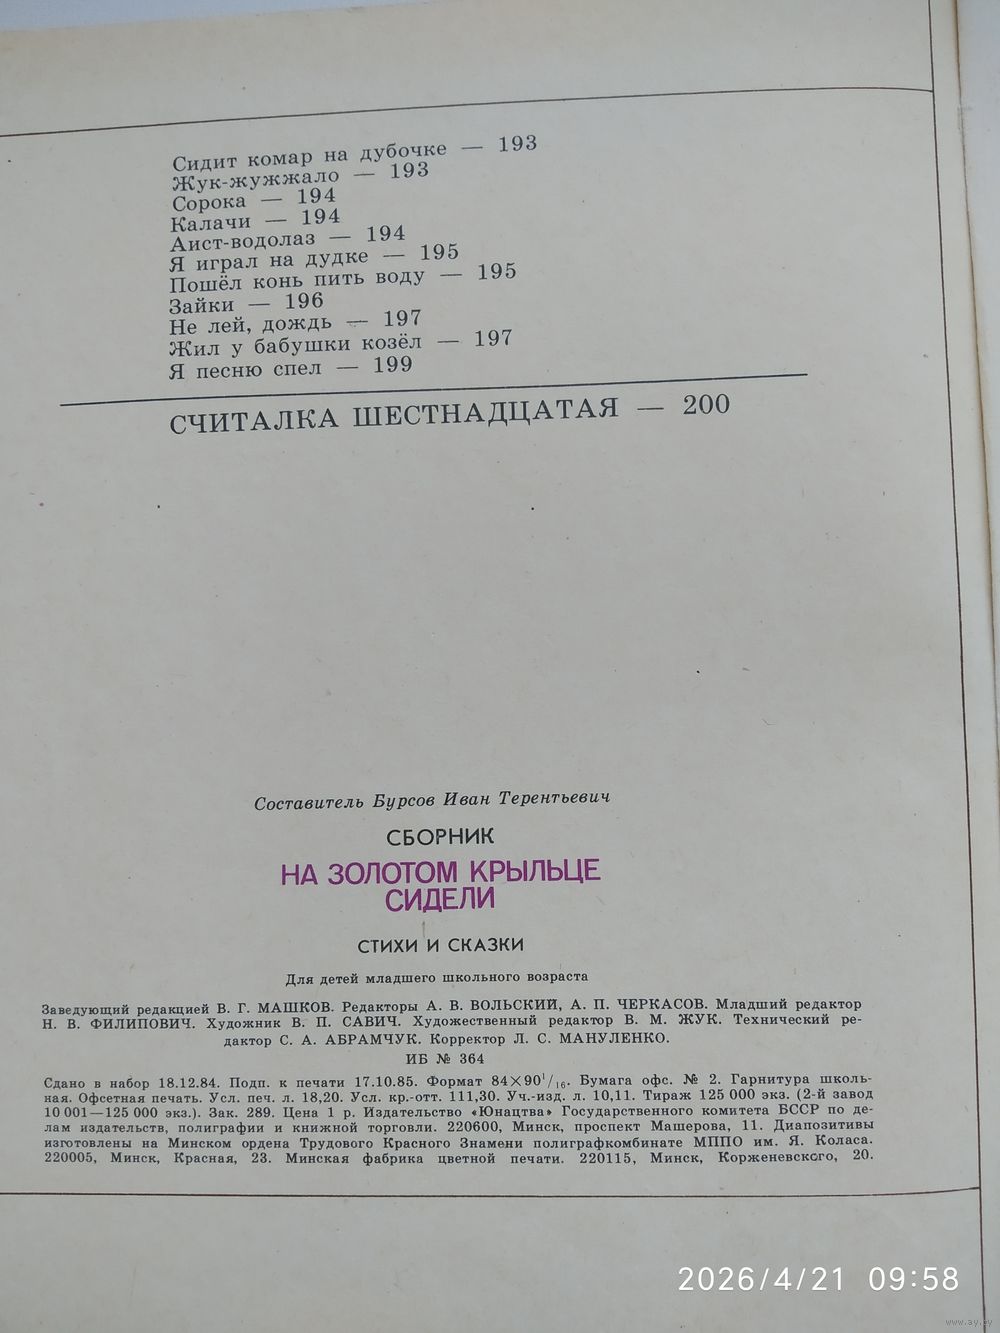 Сидит комар на дубочке — 193
Жук-жужжало — 193
Сорока — 194
Калачи — 194
Аист-водолаз — 194
Я играл на дудке — 195
Пошёл конь пить воду — 195
Зайки — 196
Не лей, дождь — 197
Жил у бабушки козёл — 197
Я песню спел — 199
СЧИТАЛКА ШЕСТНАДЦАТАЯ — 200
Составитель Бурсов Иван Терентьевич
СБОРНИК
НА ЗОЛОТОМ КРЫЛЬЦЕ
СИДЕЛИ
СТИХИ И СКАЗКИ
Для детей младшего школьного возраста
Заведующий редакцией В. Г. МАШКОВ. Редакторы А. В. ВОЛЬСКИЙ, А. П. ЧЕРКАСОВ. Младший редактор
Н. В. ФИЛИПОВИЧ. Художник В. П. САВИЧ. Художественный редактор В. М. ЖУК. Технический ре-
дактор С. А. АБРАМЧУК. Корректор Л. С. МАНУЛЕНКО.
ИБ № 364
Сдано в набор 18.12.84. Подп. к печати 17.10.85. Формат 84×90¹/₁₆. Бумага офс. № 2. Гарнитура школь-
ная. Офсетная печать. Усл. печ. л. 18,20. Усл. кр.-отт. 111,30. Уч.-изд. л. 10,11. Тираж 125 000 экз. (2-й завод
10 001—125 000 экз.). Зак. 289. Цена 1 р. Издательство «Юнацтва» Государственного комитета БССР по де-
лам издательств, полиграфии и книжной торговли. 220600, Минск, проспект Машерова, 11. Диапозитивы
изготовлены на Минском ордена Трудового Красного Знамени полиграфкомбинате МППО им. Я. Коласа.
220005, Минск, Красная, 23. Минская фабрика цветной печати. 220115, Минск, Корженевского, 20.
2026/4/21 09:58
www.ay.by